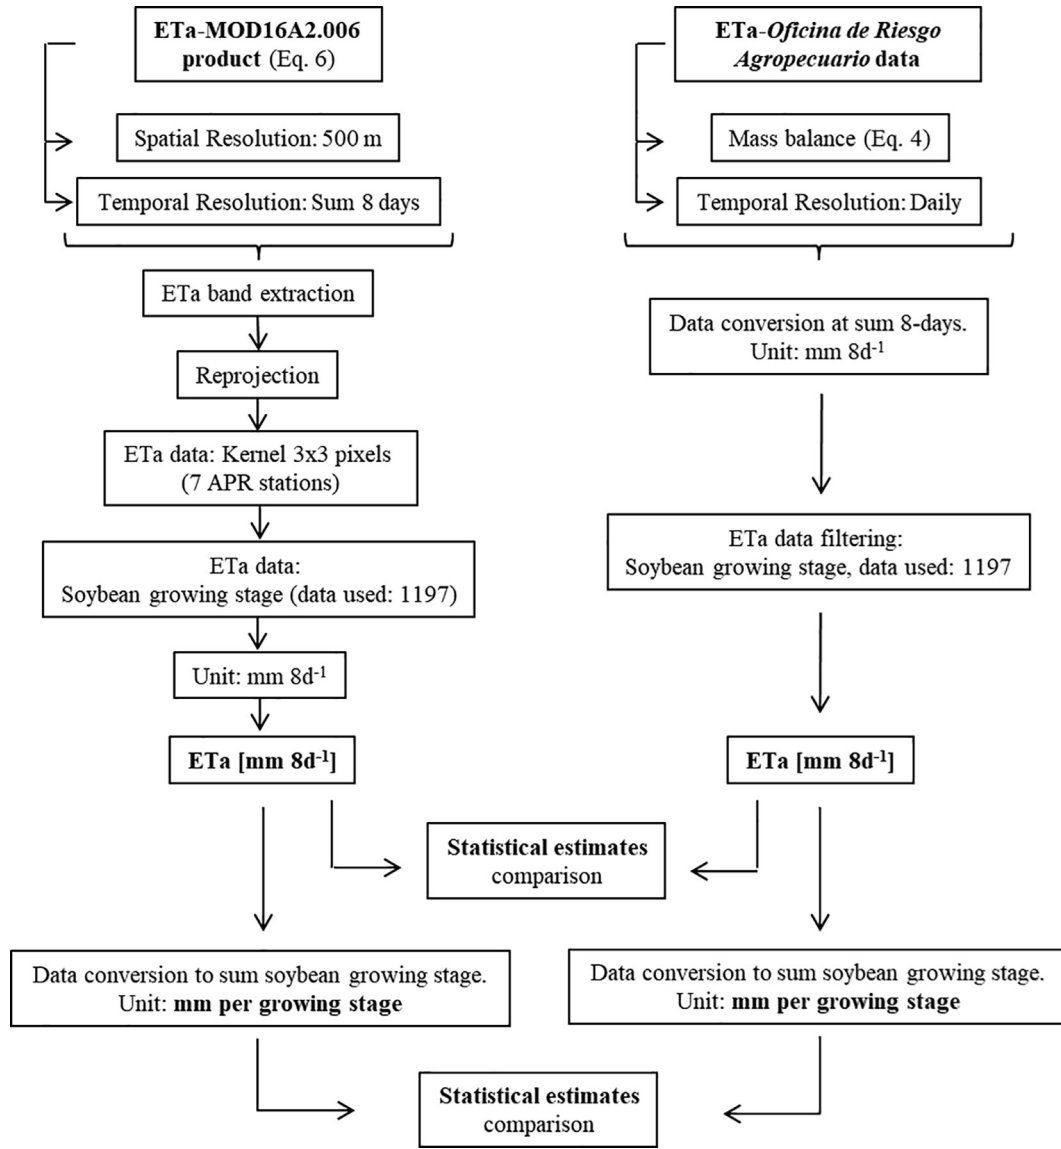 ETa-MOD16A2.006
product (Eq. 6)
Spatial Resolution: 500 m
Temporal Resolution: Sum 8 days
ETa band extraction
Reprojection
ETa data: Kernel 3x3 pixels
(7 APR stations)
ETa data:
Soybean growing stage (data used: 1197)
Unit: mm 8d⁻¹
ETa [mm 8d⁻¹]
ETa-Oficina de Riesgo
Agropecuario data
Mass balance (Eq. 4)
Temporal Resolution: Daily
Data conversion at sum 8-days.
Unit: mm 8d⁻¹
ETa data filtering:
Soybean growing stage, data used: 1197
ETa [mm 8d⁻¹]
Statistical estimates
comparison
Data conversion to sum soybean growing stage.
Unit: mm per growing stage
Data conversion to sum soybean growing stage.
Unit: mm per growing stage
Statistical estimates
comparison